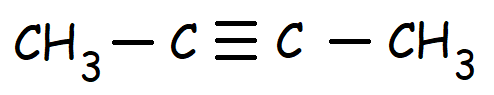 CH₃ — C ≡ C — CH₃